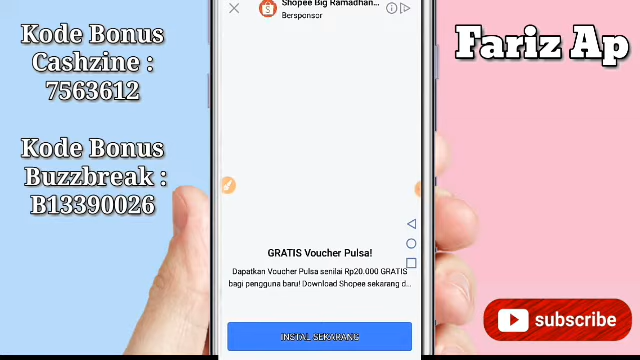 Kode Bonus
Cashzine :
7563612
Kode Bonus
Buzzbreak :
B13390026
Shopee Big Ramadhan...
Bersponsor
GRATIS Voucher Pulsa!
Dapatkan Voucher Pulsa senilai Rp20.000 GRATIS
bagi pengguna baru! Download Shopee sekarang d...
INSTAL SEKARANG
Fariz Ap
subscribe